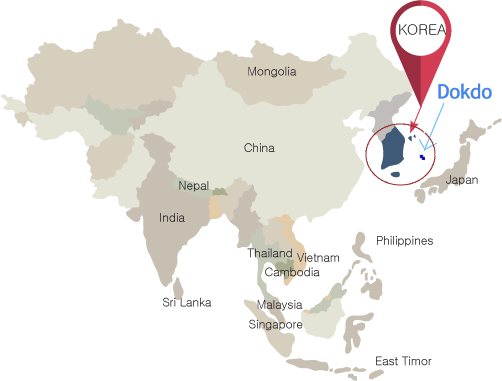 KOREA
Dokdo
Mongolia
China
Japan
Nepal
India
Philippines
Thailand
Vietnam
Cambodia
Sri Lanka
Malaysia
Singapore
East Timor